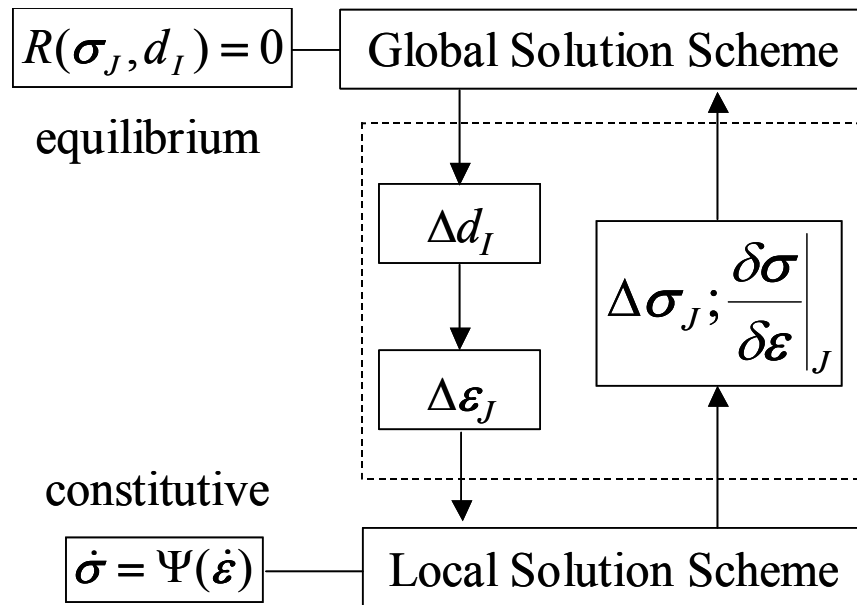 R(σ_J, d_I) = 0
Global Solution Scheme
equilibrium
Δd_I
Δσ_J; δσ/δε|_J
Δε_J
constitutive
σ̇ = Ψ(ε̇)
Local Solution Scheme